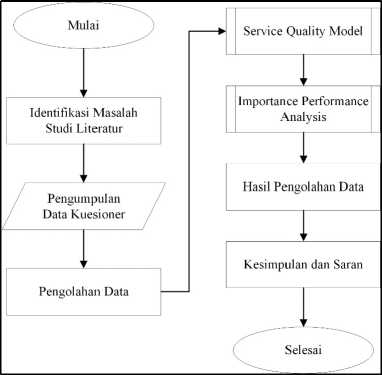 Mulai
Identifikasi Masalah
Studi Literatur
Pengumpulan
Data Kuesioner
Pengolahan Data
Service Quality Model
Importance Performance
Analysis
Hasil Pengolahan Data
Kesimpulan dan Saran
Selesai